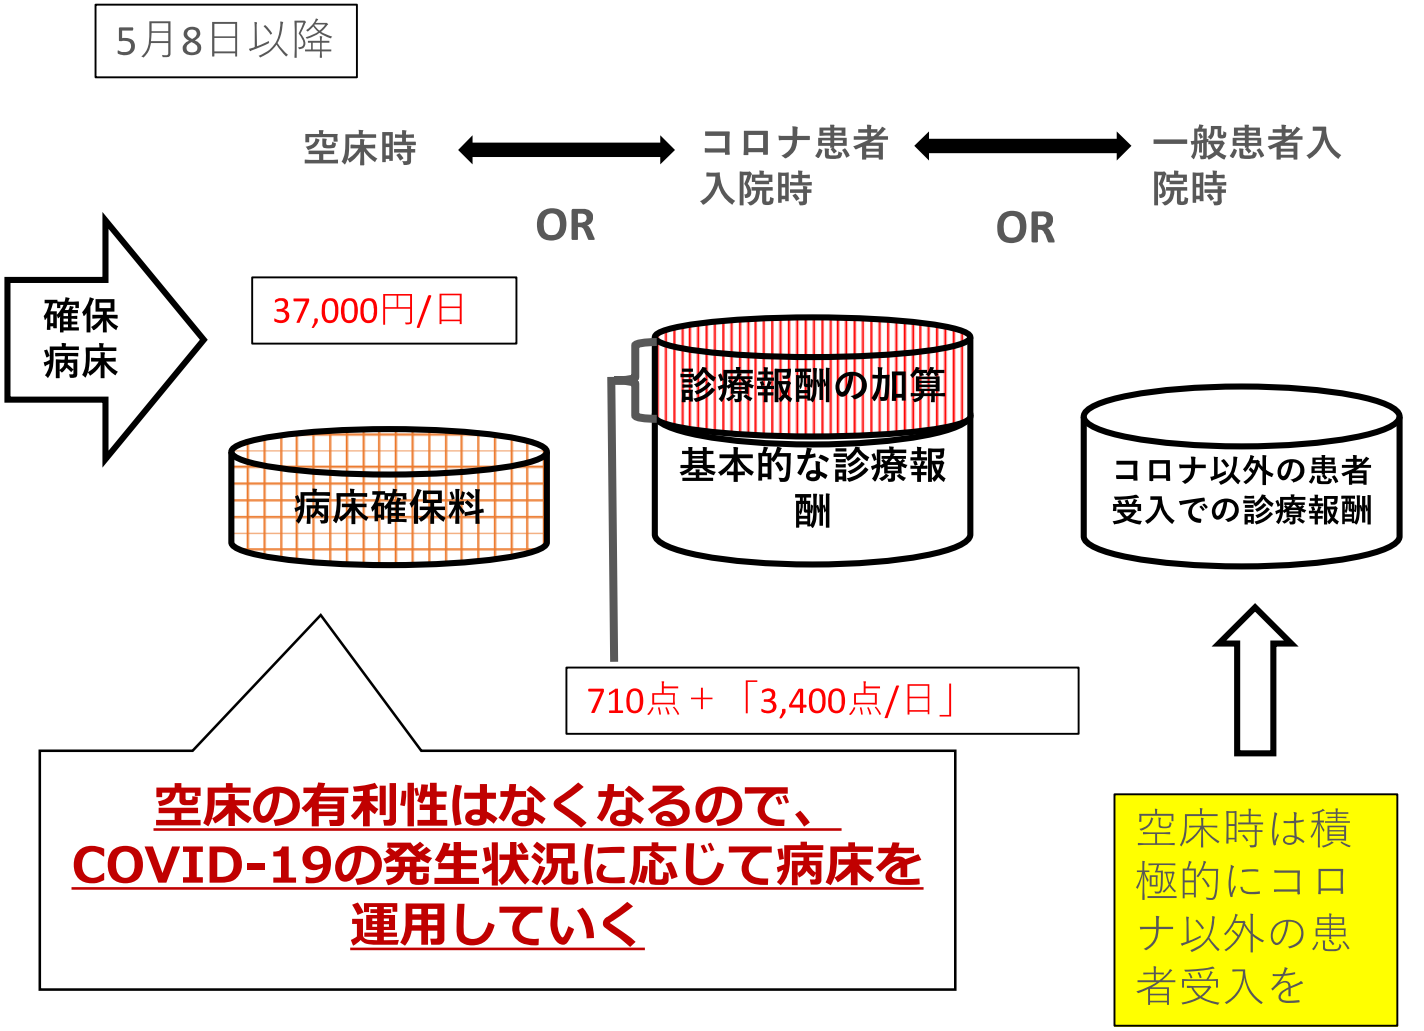 5月8日以降
空床時
コロナ患者
入院時
一般患者入
院時
OR
OR
確保
病床
37,000円/日
診療報酬の加算
基本的な診療報
酬
病床確保料
コロナ以外の患者
受入での診療報酬
710点＋「3,400点/日」
空床の有利性はなくなるので、
COVID-19の発生状況に応じて病床を
運用していく
空床時は積
極的にコロ
ナ以外の患
者受入を